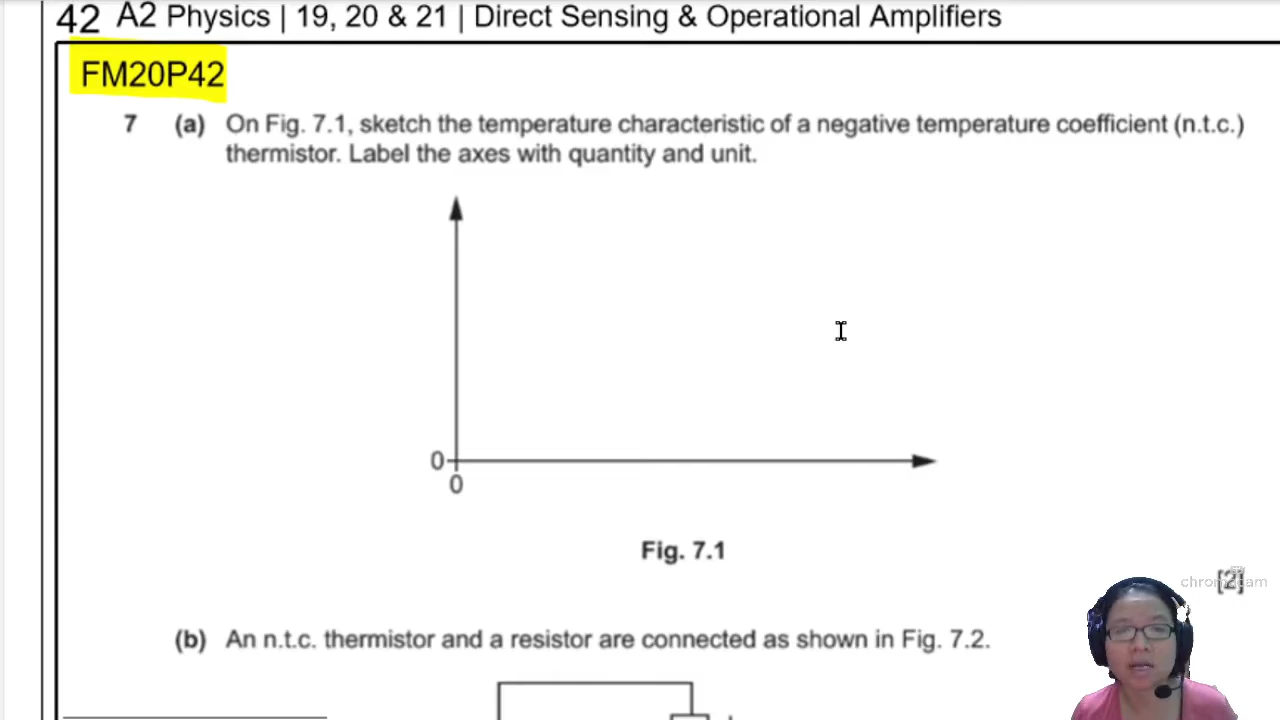 42 A2 Physics | 19, 20 & 21 | Direct Sensing & Operational Amplifiers
FM20P42
7 (a) On Fig. 7.1, sketch the temperature characteristic of a negative temperature coefficient (n.t.c.)
thermistor. Label the axes with quantity and unit.
0
0
Fig. 7.1
[2]
(b) An n.t.c. thermistor and a resistor are connected as shown in Fig. 7.2.